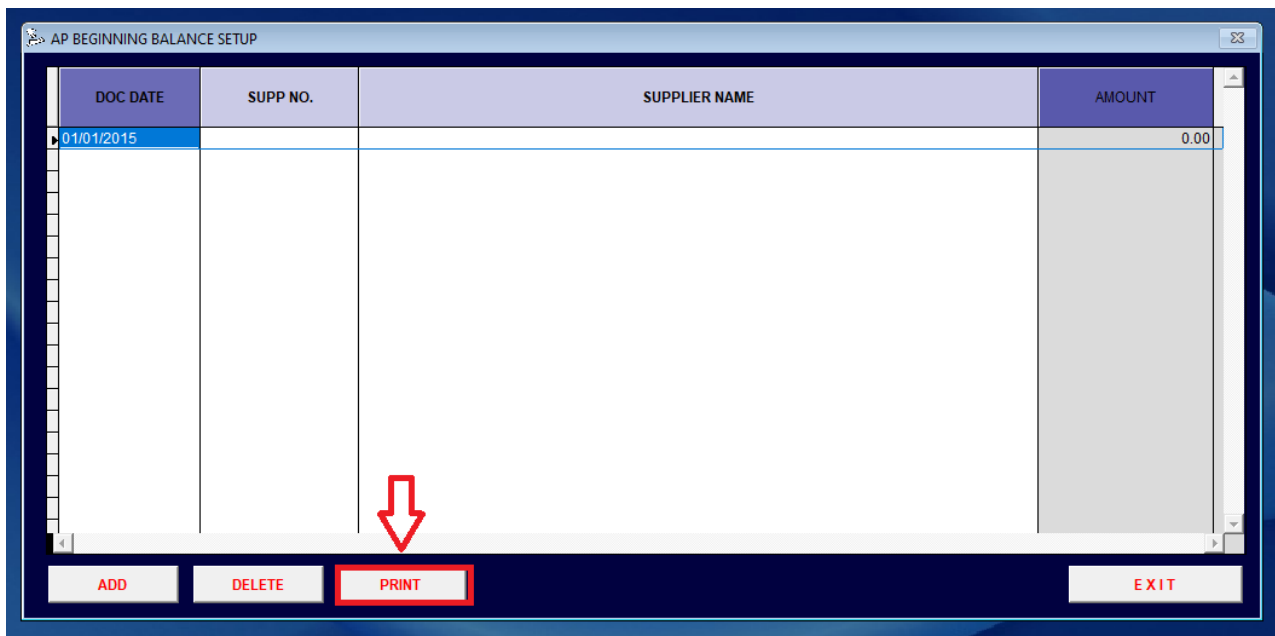 AP BEGINNING BALANCE SETUP
DOC DATE SUPP NO. SUPPLIER NAME AMOUNT
01/01/2015 0.00
ADD DELETE PRINT EXIT